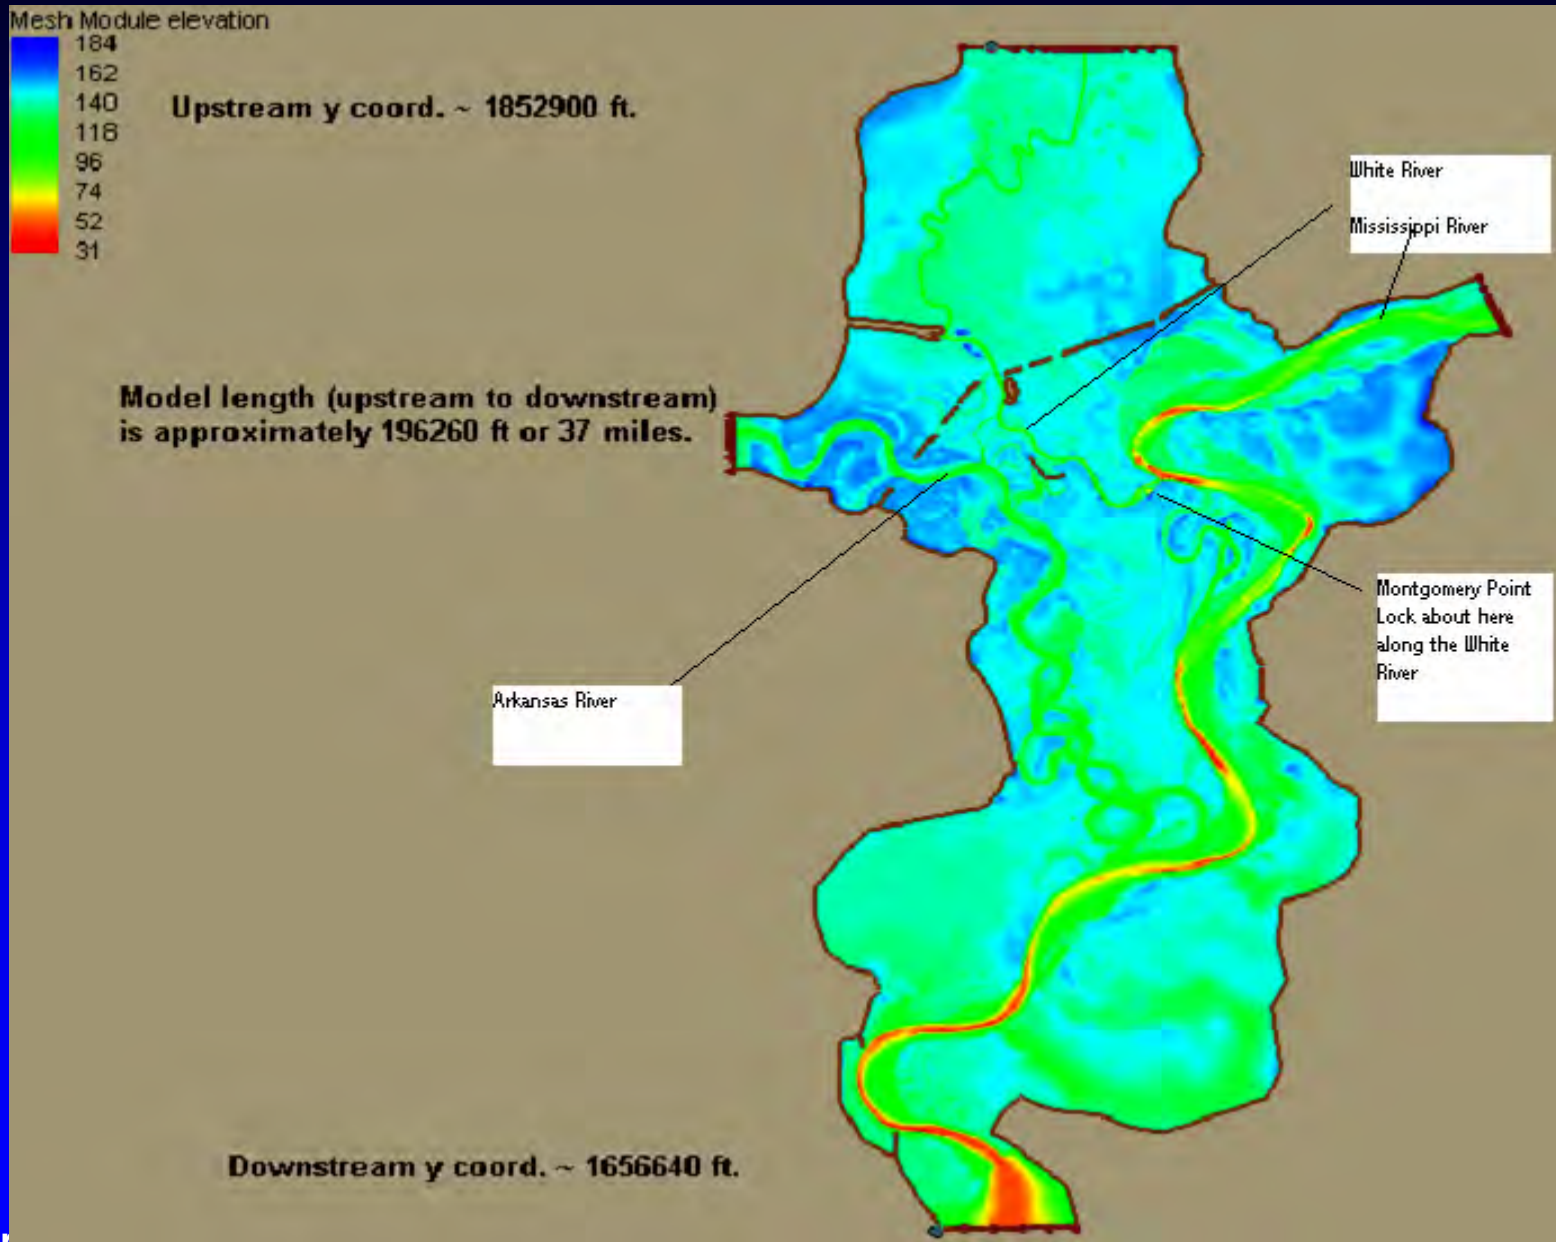 Mesh Module elevation
184
162
140
118
96
74
52
31
Upstream y coord. ~ 1852900 ft.
White River
Mississippi River
Model length (upstream to downstream)
is approximately 196260 ft or 37 miles.
Montgomery Point
Lock about here
along the White
River
Arkansas River
Downstream y coord. ~ 1656640 ft.